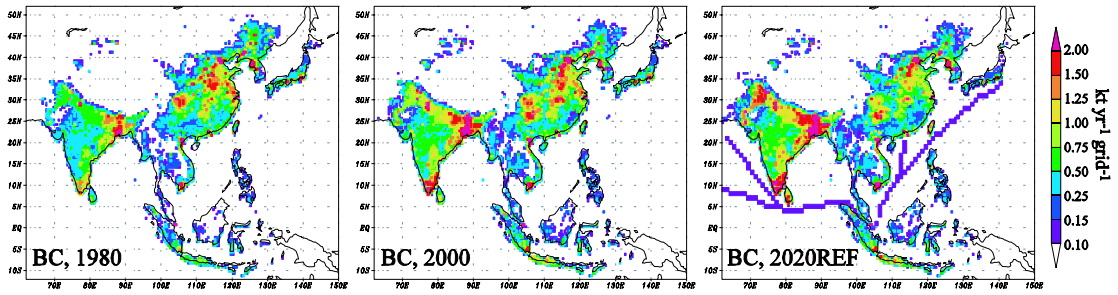 50N 50N 50N
45N 45N 45N
40N 40N 40N
35N 35N 35N
30N 30N 30N
25N 25N 25N
20N 20N 20N
15N 15N 15N
10N 10N 10N
5N 5N 5N
EQ EQ EQ
5S 5S 5S
10S 10S 10S
BC, 1980 BC, 2000 BC, 2020REF
70E 80E 90E 100E 110E 120E 130E 140E 150E 70E 80E 90E 100E 110E 120E 130E 140E 150E 70E 80E 90E 100E 110E 120E 130E 140E 150E
2.00
1.50
1.25
1.00
0.75
0.50
0.25
0.15
0.10
kt yr-1 grid-1